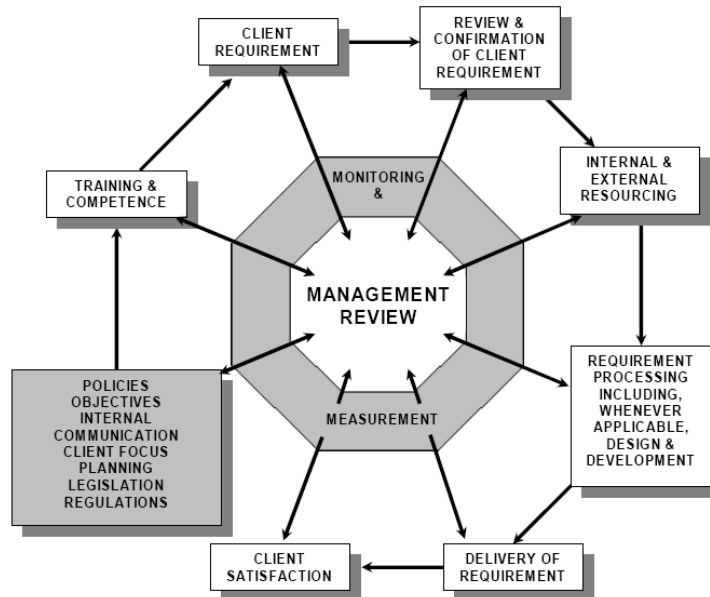 CLIENT
REQUIREMENT
REVIEW &
CONFIRMATION
OF CLIENT
REQUIREMENT
TRAINING &
COMPETENCE
MONITORING
&
INTERNAL &
EXTERNAL
RESOURCING
MANAGEMENT
REVIEW
POLICIES
OBJECTIVES
INTERNAL
COMMUNICATION
CLIENT FOCUS
PLANNING
LEGISLATION
REGULATIONS
MEASUREMENT
REQUIREMENT
PROCESSING
INCLUDING,
WHENEVER
APPLICABLE,
DESIGN &
DEVELOPMENT
CLIENT
SATISFACTION
DELIVERY OF
REQUIREMENT